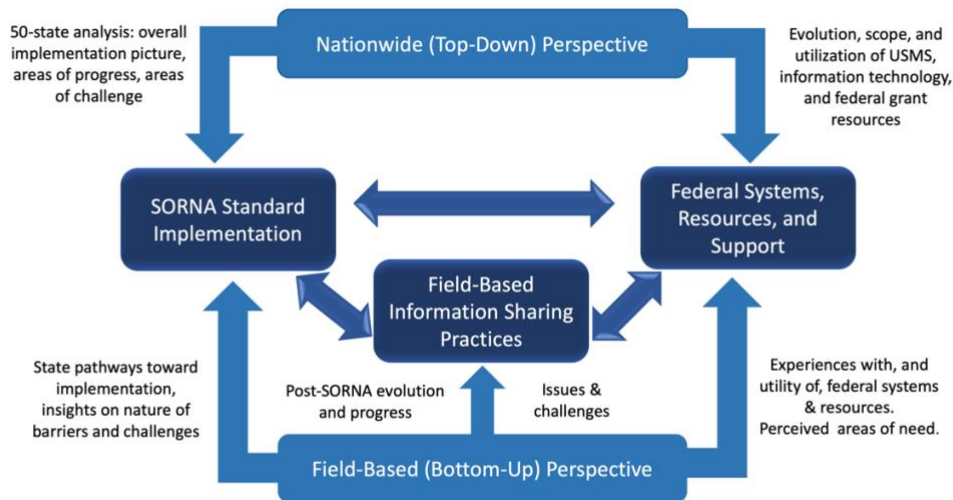 50-state analysis: overall
implementation picture,
areas of progress, areas
of challenge
Nationwide (Top-Down) Perspective
Evolution, scope, and
utilization of USMS,
information technology,
and federal grant
resources
SORNA Standard
Implementation
Federal Systems,
Resources, and
Support
Field-Based
Information Sharing
Practices
State pathways toward
implementation,
insights on nature of
barriers and challenges
Post-SORNA evolution
and progress
Issues &
challenges
Experiences with, and
utility of, federal systems
& resources.
Perceived areas of need.
Field-Based (Bottom-Up) Perspective